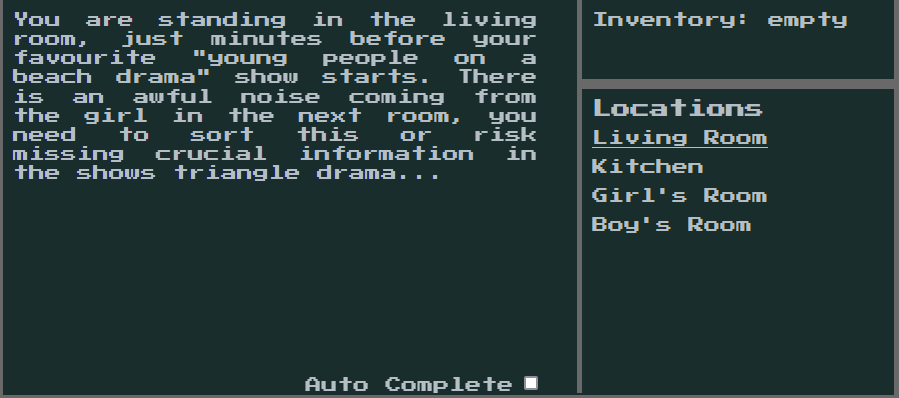 You are standing in the living
room, just minutes before your
favourite "young people on a
beach drama" show starts. There
is an awful noise coming from
the girl in the next room, you
need to sort this or risk
missing crucial information in
the shows triangle drama...
Auto Complete
Inventory: empty
Locations
Living Room
Kitchen
Girl's Room
Boy's Room